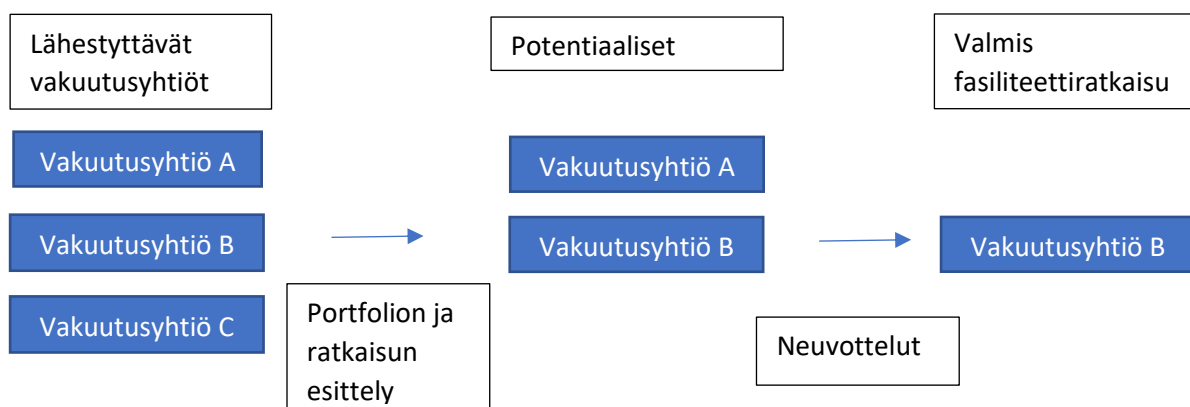 Lähestyttävät
vakuutusyhtiöt
Potentiaaliset
Valmis
fasiliteettiratkaisu
Vakuutusyhtiö A
Vakuutusyhtiö B
Vakuutusyhtiö C
Portfolion ja
ratkaisun
esittely
Vakuutusyhtiö A
Vakuutusyhtiö B
Neuvottelut
Vakuutusyhtiö B